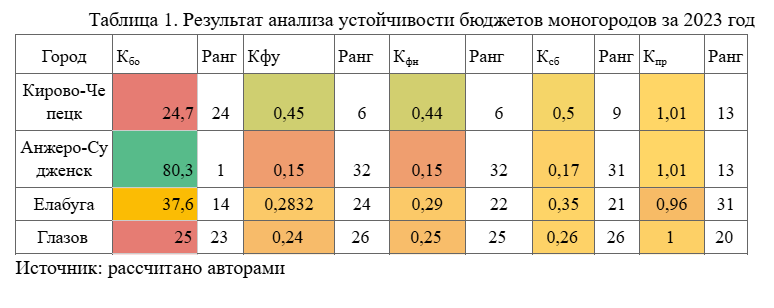 Таблица 1. Результат анализа устойчивости бюджетов моногородов за 2023 год
Город Кбо Ранг Кфу Ранг Кфн Ранг Ксб Ранг Кпр Ранг
Кирово-Че
пецк 24,7 24 0,45 6 0,44 6 0,5 9 1,01 13
Анжеро-Су
дженск 80,3 1 0,15 32 0,15 32 0,17 31 1,01 13
Елабуга 37,6 14 0,2832 24 0,29 22 0,35 21 0,96 31
Глазов 25 23 0,24 26 0,25 25 0,26 26 1 20
Источник: рассчитано авторами